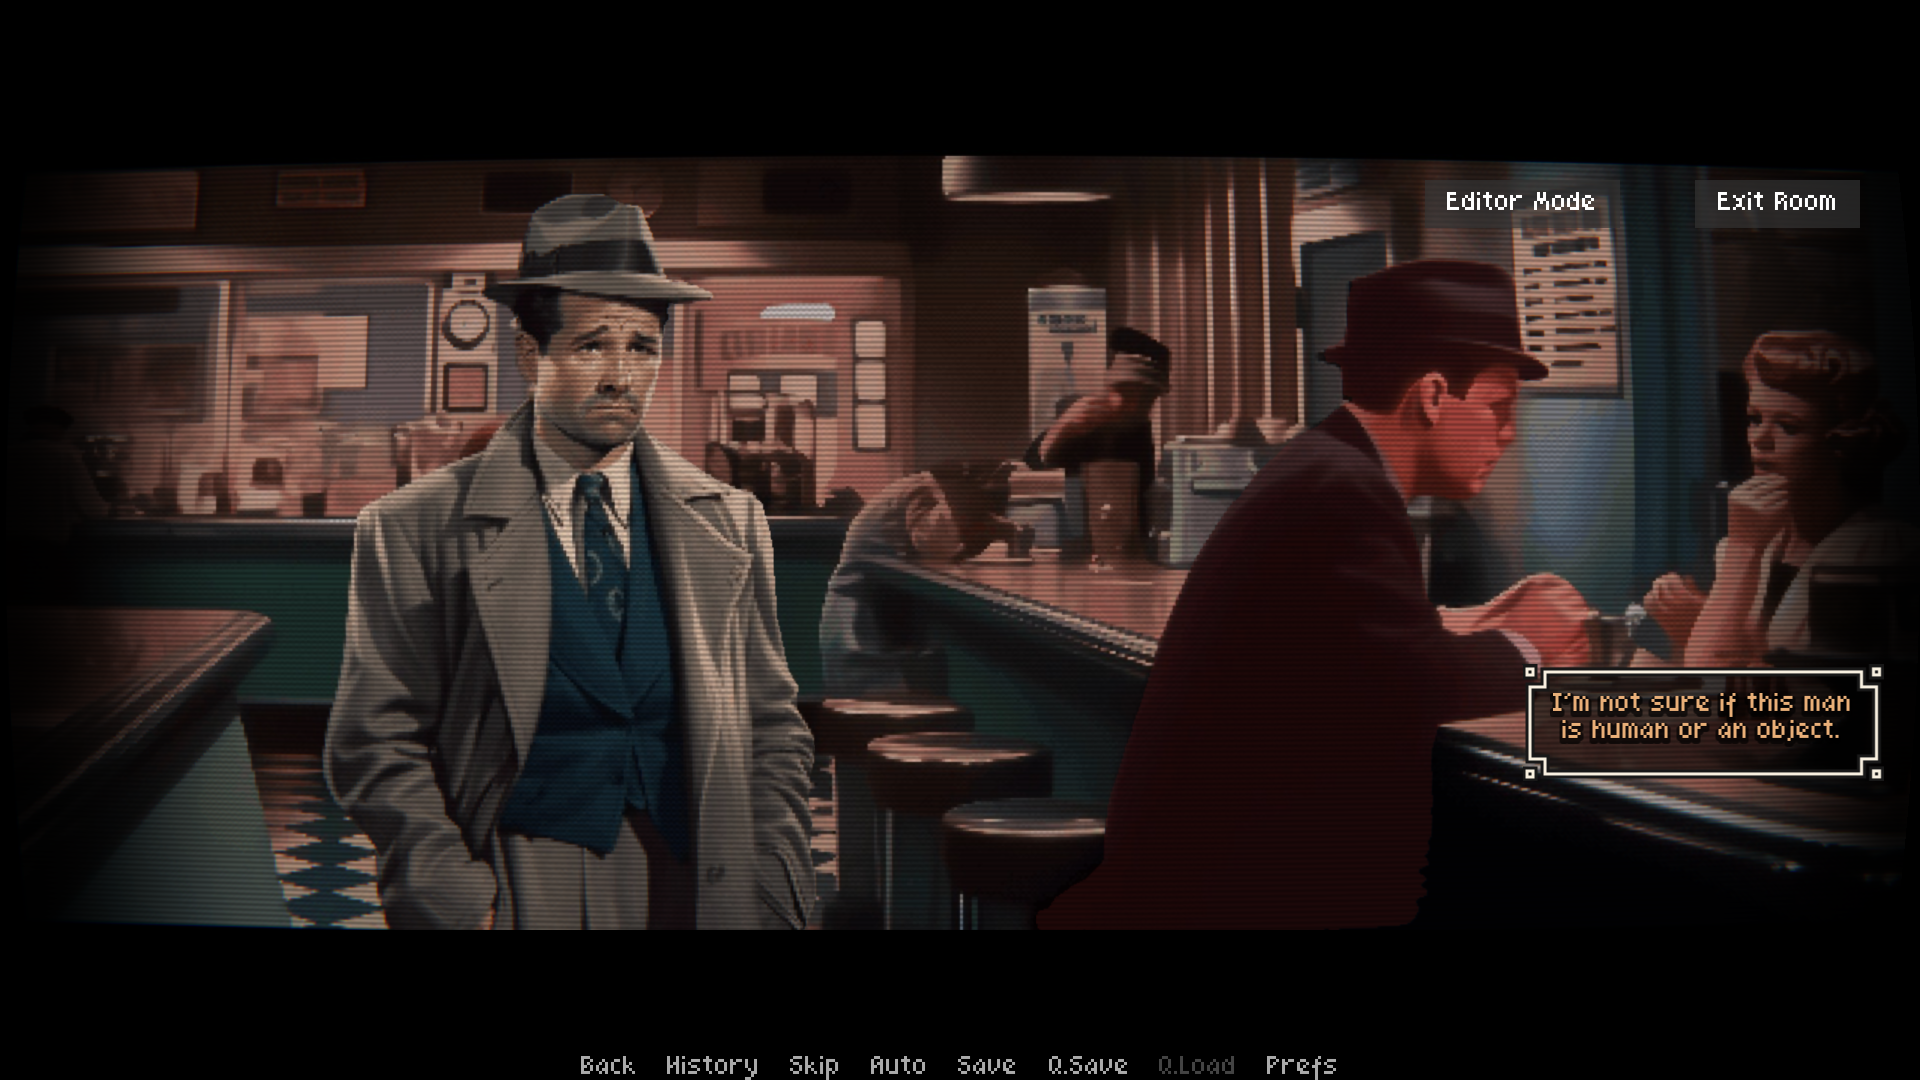 Editor Mode
Exit Room
I'm not sure if this man
is human or an object.
Back
History
Skip
Auto
Save
Q.Save
Q.Load
Prefs